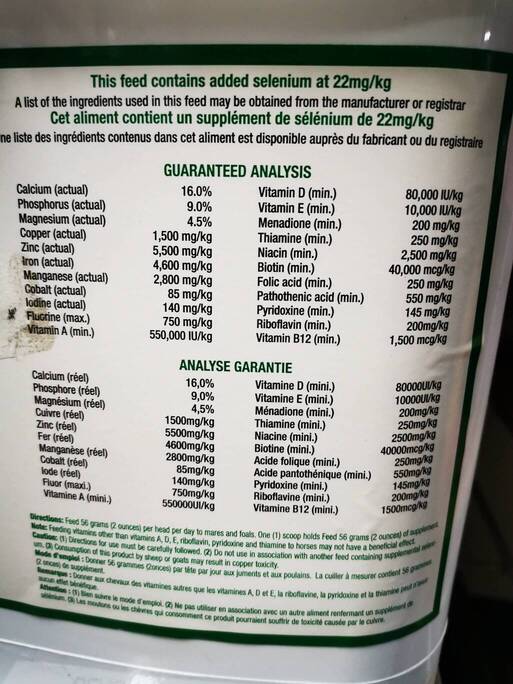 This feed contains added selenium at 22mg/kg
A list of the ingredients used in this feed may be obtained from the manufacturer or registrar
Cet aliment contient un supplément de sélénium de 22mg/kg
ne liste des ingrédients contenus dans cet aliment est disponible auprès du fabricant ou du registraire
GUARANTEED ANALYSIS
Calcium (actual) 16.0% Vitamin D (min.) 80,000 IU/kg
Phosphorus (actual) 9.0% Vitamin E (min.) 10,000 IU/kg
Magnesium (actual) 4.5% Menadione (min.) 200 mg/kg
Copper (actual) 1,500 mg/kg Thiamine (min.) 250 mg/kg
Zinc (actual) 5,500 mg/kg Niacin (min.) 2,500 mg/kg
Iron (actual) 4,600 mg/kg Biotin (min.) 40,000 mcg/kg
Manganese (actual) 2,800 mg/kg Folic acid (min.) 250 mg/kg
Cobalt (actual) 85 mg/kg Pathothenic acid (min.) 550 mg/kg
Iodine (actual) 140 mg/kg Pyridoxine (min.) 145 mg/kg
Fluorine (max.) 750 mg/kg Riboflavin (min.) 200mg/kg
Vitamin A (min.) 550,000 IU/kg Vitamin B12 (min.) 1,500 mcg/kg
ANALYSE GARANTIE
Calcium (réel) 16,0% Vitamine D (mini.) 80000UI/kg
Phosphore (réel) 9,0% Vitamine E (mini.) 10000UI/kg
Magnésium (réel) 4,5% Ménadione (mini.) 200mg/kg
Cuivre (réel) 1500mg/kg Thiamine (mini.) 250mg/kg
Zinc (réel) 5500mg/kg Niacine (mini.) 2500mg/kg
Fer (réel) 4600mg/kg Biotine (mini.) 40000mcg/kg
Manganèse (réel) 2800mg/kg Acide folique (mini.) 250mg/kg
Cobalt (réel) 85mg/kg Acide pantothénique (mini.) 550mg/kg
Iode (réel) 140mg/kg Pyridoxine (mini.) 145mg/kg
Fluor (maxi.) 750mg/kg Riboflavine (mini.) 200mg/kg
Vitamine A (mini.) 550000UI/kg Vitamine B12 (mini.) 1500mcg/kg
Directions: Feed 56 grams (2 ounces) per head per day to mares and foals. One (1) scoop holds Feed 56 grams (2 ounces) of supplement.
Note: Feeding vitamins other than vitamins A, D, E, riboflavin, pyridoxine and thiamine to horses may not have a beneficial effect.
Caution: (1) Directions for use must be carefully followed. (2) Do not use in association with another feed containing supplemental
um. (3) Consumption of this product by sheep or goats may result in copper toxicity.
Mode d'emploi : Donner 56 grammes (2onces) par tête par jour aux juments et aux poulains. La cuiller à mesurer contient 56 grammes
(2 onces) de supplément.
Remarque : Donner aux chevaux des vitamines autres que les vitamines A, D et E, la riboflavine, la pyridoxine et la thiamine peut
aucun effet bénéfique.
Attention : (1) Bien suivre le mode d'emploi. (2) Ne pas utiliser en association avec un autre aliment renfermant un supplément de
sélénium. (3) Les moutons ou les chèvres qui consomment ce produit pourraient souffrir de toxicité causée par le cuivre.